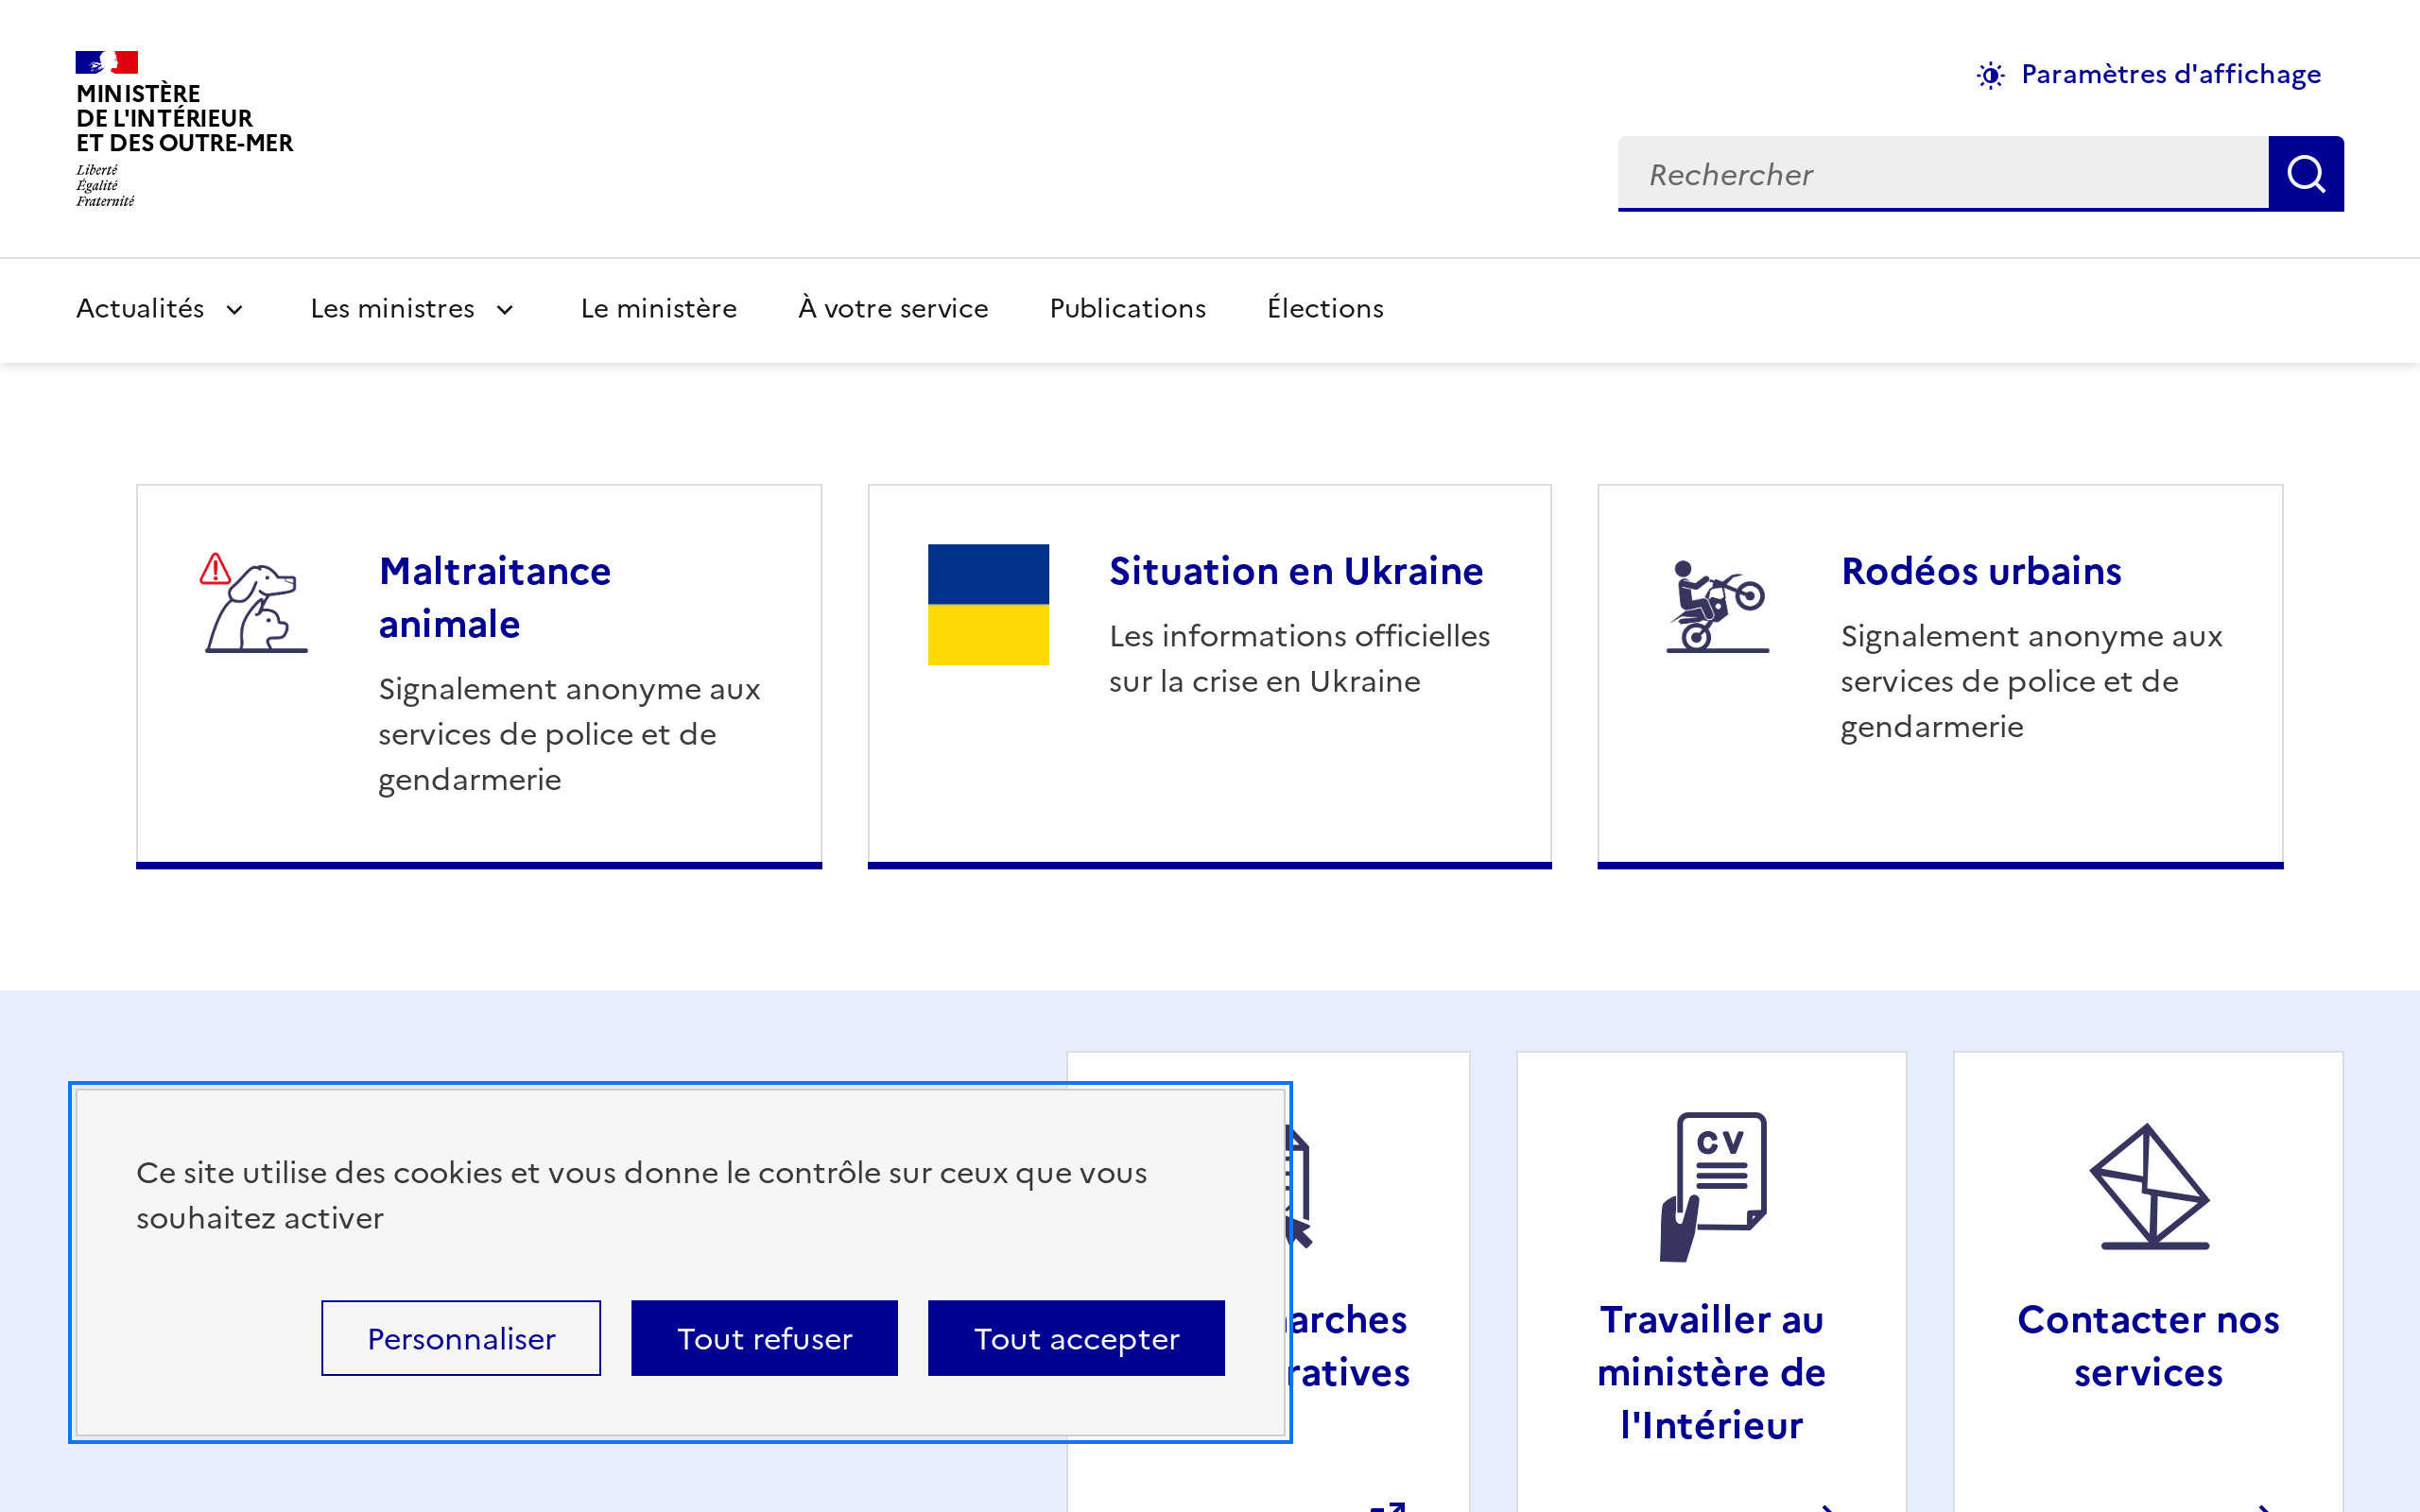 MINISTÈRE
DE L'INTÉRIEUR
ET DES OUTRE-MER
Liberté
Égalité
Fraternité
Paramètres d'affichage
Rechercher
Actualités
Les ministres
Le ministère
À votre service
Publications
Élections
Maltraitance
animale
Signalement anonyme aux
services de police et de
gendarmerie
Situation en Ukraine
Les informations officielles
sur la crise en Ukraine
Rodéos urbains
Signalement anonyme aux
services de police et de
gendarmerie
Ce site utilise des cookies et vous donne le contrôle sur ceux que vous
souhaitez activer
Personnaliser
Tout refuser
Tout accepter
CV
Travailler au
ministère de
l'Intérieur
Contacter nos
services